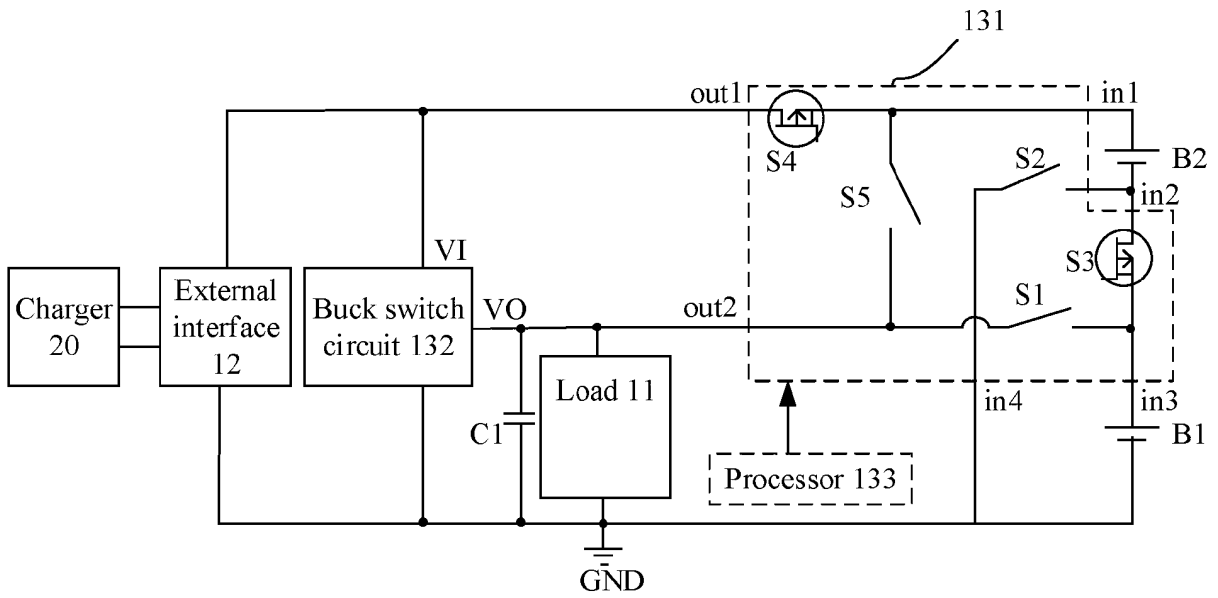 131
out1
in1
S4
S2
B2
S5
in2
VI
S3
Charger
20
External
interface
12
Buck switch
circuit 132
VO
out2
S1
Load 11
in4
in3
C1
B1
Processor 133
GND